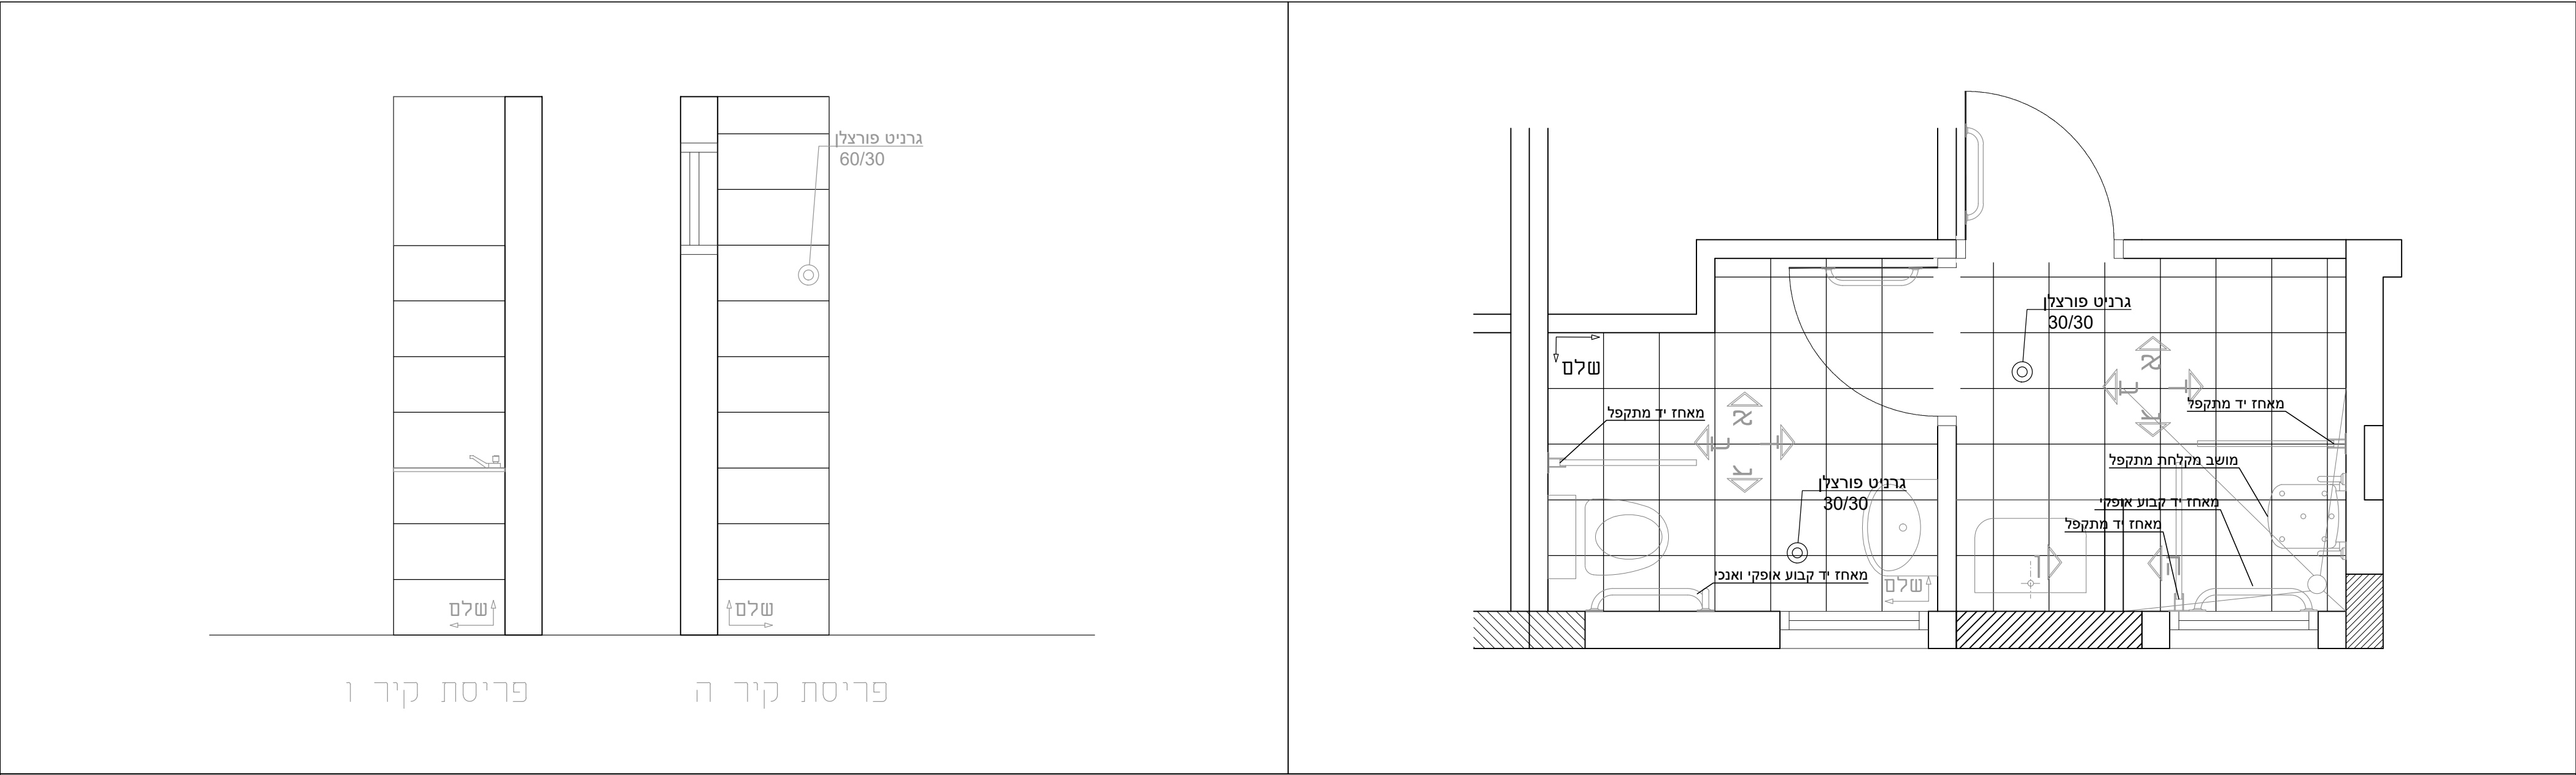 גרניט פורצלן
60/30
שלם
שלם
פריסת קיר ו
פריסת קיר ה
גרניט פורצלן
30/30
שלם
א
ב
ד
מאחז יד מתקפל
מאחז יד מתקפל
א
ב
ד
מושב מקלחת מתקפל
גרניט פורצלן
30/30
מאחז יד קבוע אופקי
מאחז יד מתקפל
ו
ה
מאחז יד קבוע אופקי ואנכי
שלם